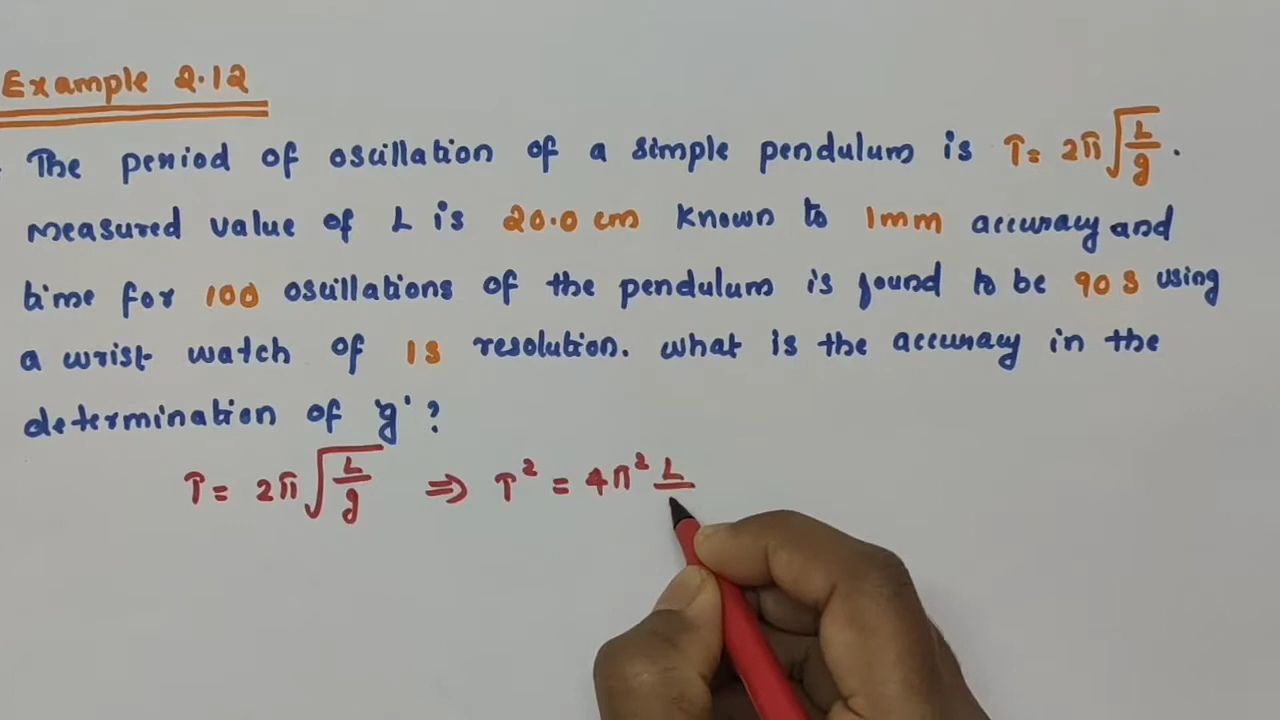 Example 2.12
The period of oscillation of a simple pendulum is T = 2π√(L/g).
measured value of L is 20.0 cm known to 1mm accuracy and
time for 100 oscillations of the pendulum is found to be 90 s using
a wrist watch of 1s resolution. what is the accuracy in the
determination of 'g' ?
T = 2π√(L/g) ⇒ T² = 4π² L